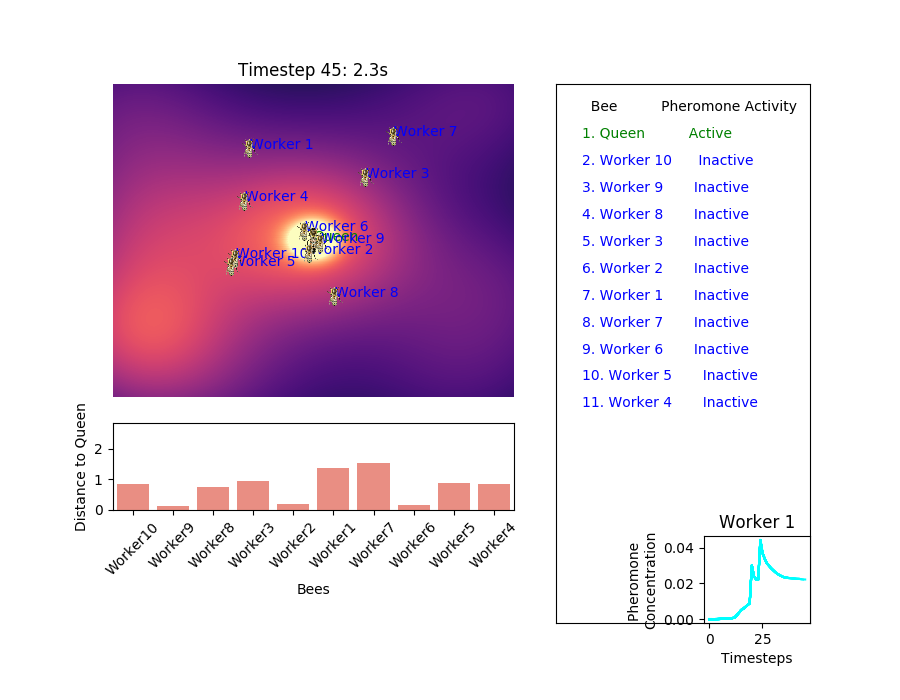 Timestep 45: 2.3s
Worker 7
Worker 1
Worker 3
Worker 4
Worker 6
Worker 9
Worker 2
Worker 10
Worker 5
Worker 8
Distance to Queen
2
1
0
Worker10
Worker9
Worker8
Worker3
Worker2
Worker1
Worker7
Worker6
Worker5
Worker4
Bees
Bee Pheromone Activity
1. Queen Active
2. Worker 10 Inactive
3. Worker 9 Inactive
4. Worker 8 Inactive
5. Worker 3 Inactive
6. Worker 2 Inactive
7. Worker 1 Inactive
8. Worker 7 Inactive
9. Worker 6 Inactive
10. Worker 5 Inactive
11. Worker 4 Inactive
Worker 1
Pheromone
Concentration
0.04
0.02
0.00
0
25
Timesteps